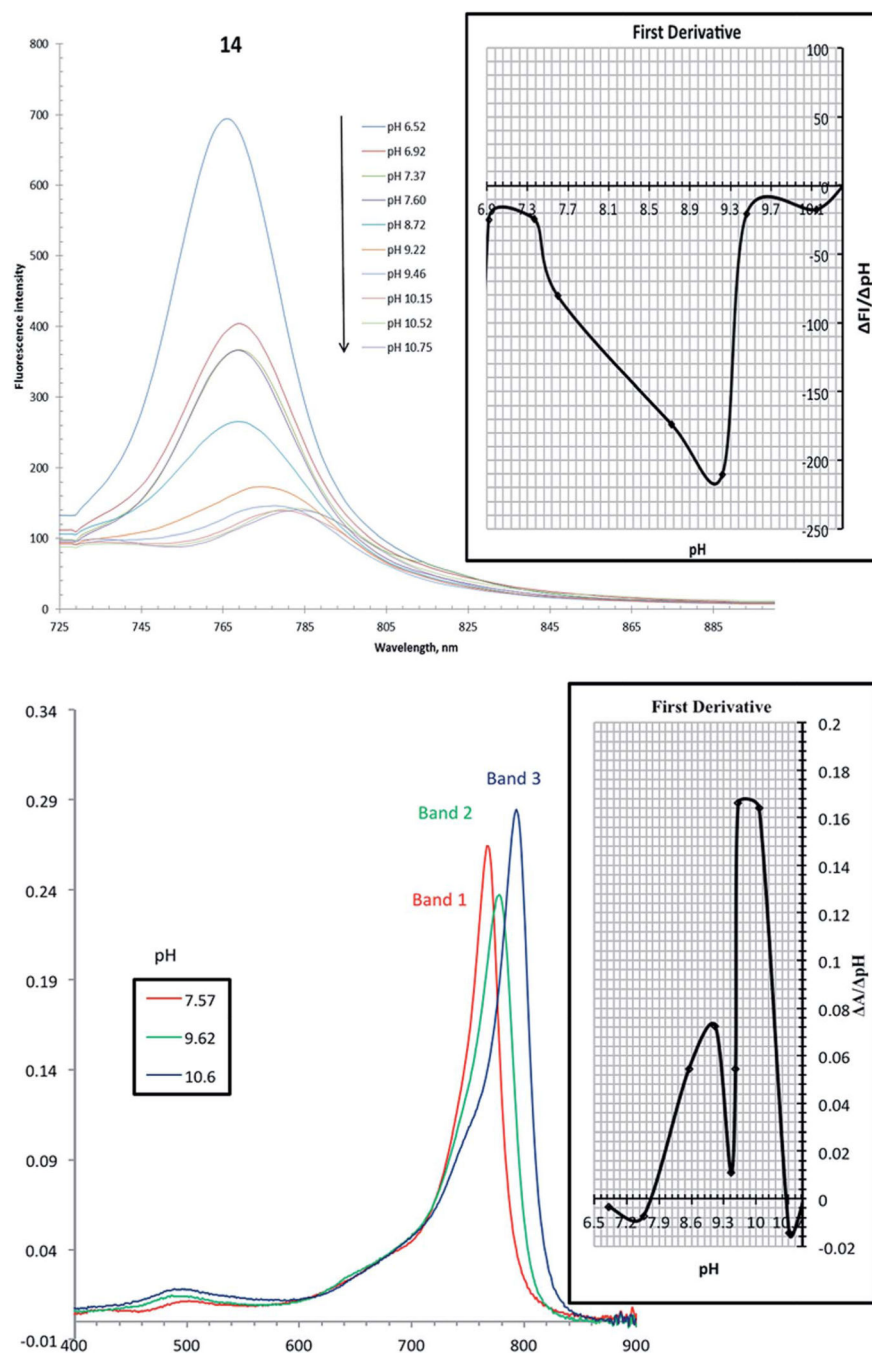 14
800
700
600
500
400
300
200
100
0
Fluorescence intensity
725 745 765 785 805 825 845 865 885
Wavelength, nm
pH 6.52
pH 6.92
pH 7.37
pH 7.60
pH 8.72
pH 9.22
pH 9.46
pH 10.15
pH 10.52
pH 10.75
First Derivative
100
50
0
-50
-100
-150
-200
-250
6.9 7.3 7.7 8.1 8.5 8.9 9.3 9.7 10.1
ΔFI/ΔpH
pH
0.34
0.29
0.24
0.19
0.14
0.09
0.04
-0.01
400 500 600 700 800 900
Band 3
Band 2
Band 1
pH
7.57
9.62
10.6
First Derivative
0.2
0.18
0.16
0.14
0.12
0.1
0.08
0.06
0.04
0.02
0
-0.02
6.5 7.2 7.9 8.6 9.3 10
ΔA/ΔpH
pH